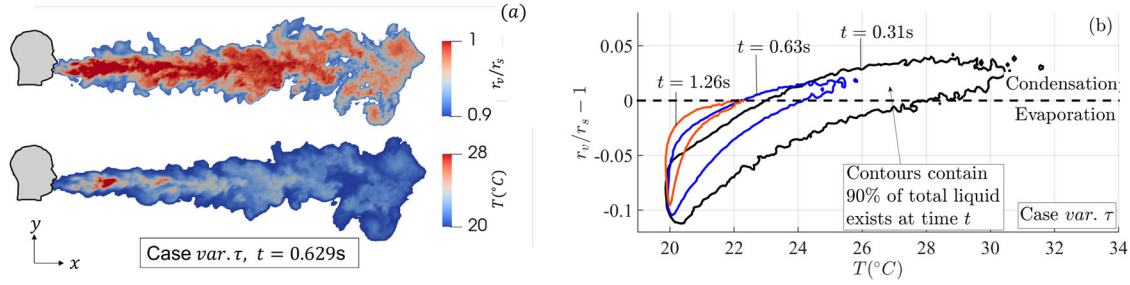 (a)
1
r_v/r_s
0.9
28
T(°C)
20
y
x
Case var. τ, t = 0.629s
(b)
0.05
0
-0.05
-0.1
r_v/r_s − 1
t = 0.31s
t = 0.63s
t = 1.26s
Condensation
Evaporation
Contours contain
90% of total liquid
exists at time t
Case var. τ
20 22 24 26 28 30 32 34
T(°C)